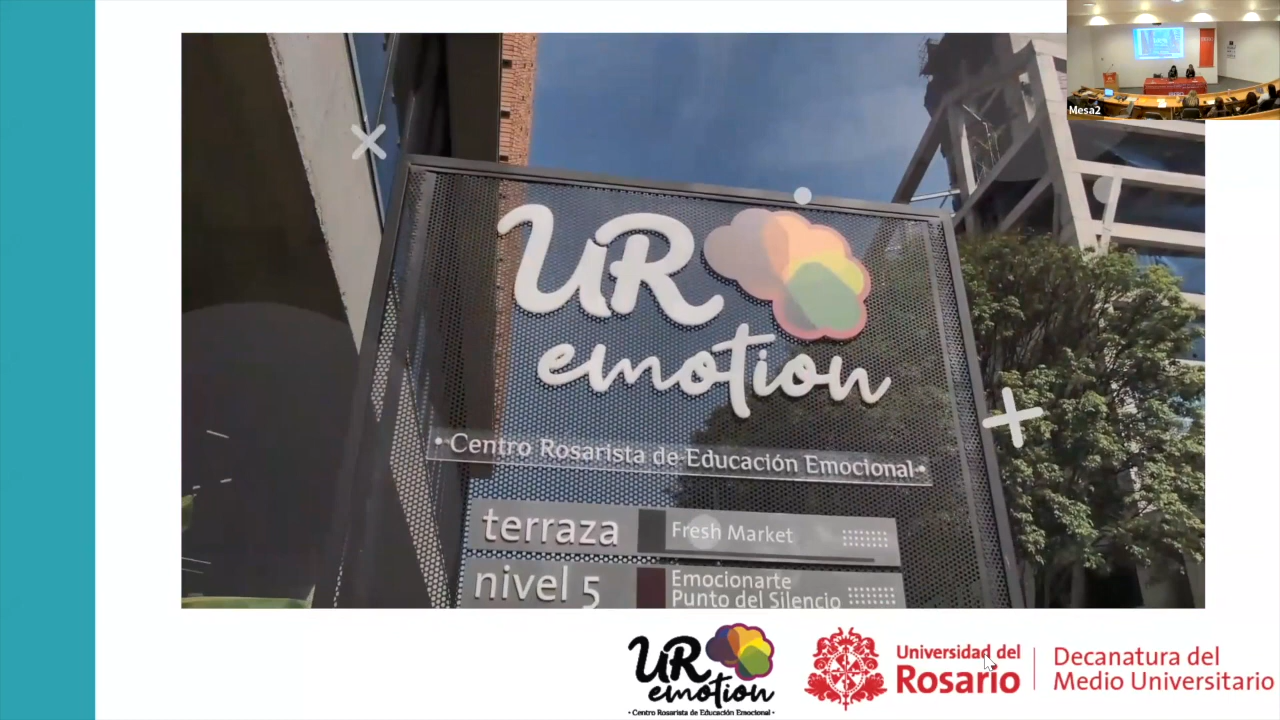 Mesa2
UR
emotion
• Centro Rosarista de Educación Emocional •
terraza
Fresh Market
nivel 5
Emocionarte
Punto del Silencio
UR
emotion
• Centro Rosarista de Educación Emocional •
Universidad del
Rosario
Decanatura del
Medio Universitario